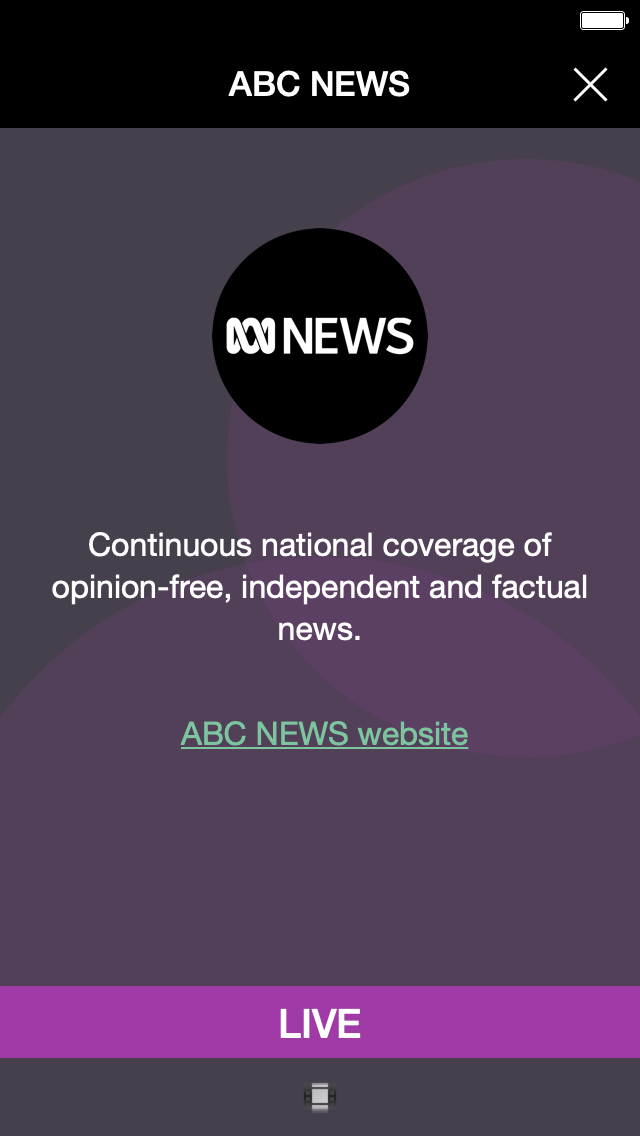 ABC NEWS
NEWS
Continuous national coverage of
opinion-free, independent and factual
news.
ABC NEWS website
LIVE